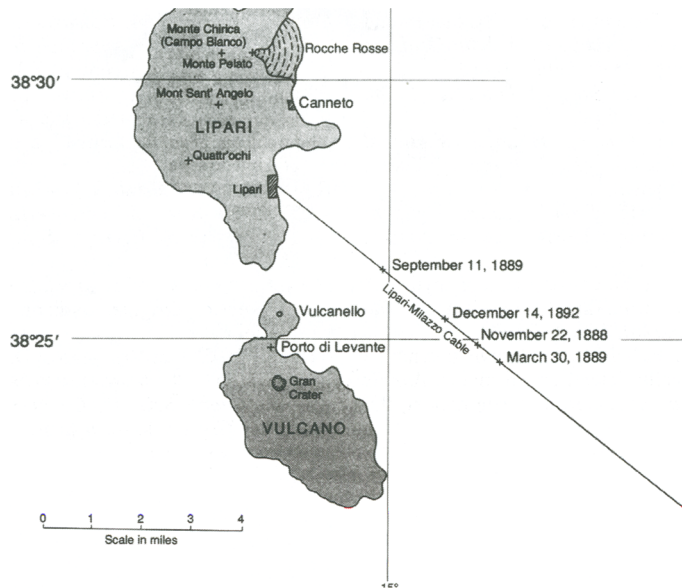 Monte Chirica
(Campo Bianco)
Monte Pelato
Rocche Rosse
38°30'
Mont Sant' Angelo
Canneto
LIPARI
Quattr'ochi
Lipari
September 11, 1889
Lipari-Milazzo Cable
Vulcanello
December 14, 1892
November 22, 1888
38°25'
Porto di Levante
March 30, 1889
Gran
Crater
VULCANO
0 1 2 3 4
Scale in miles
15°